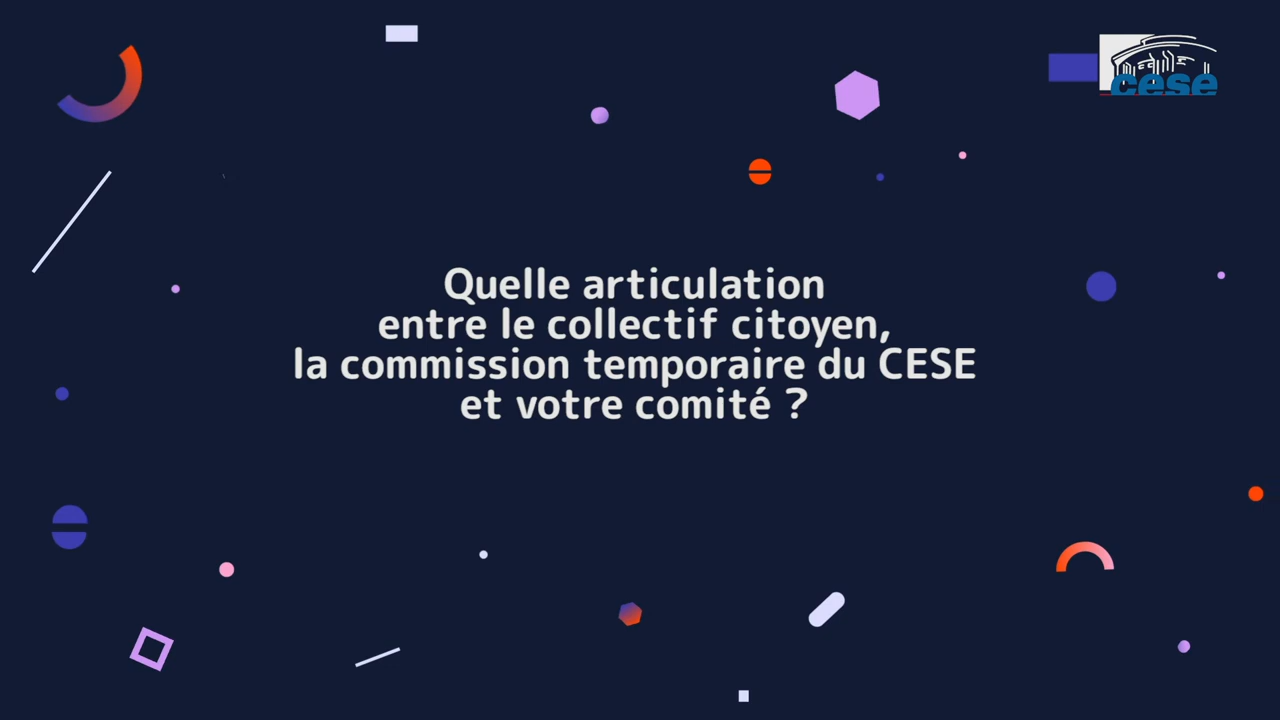 cese
Quelle articulation
entre le collectif citoyen,
la commission temporaire du CESE
et votre comité ?